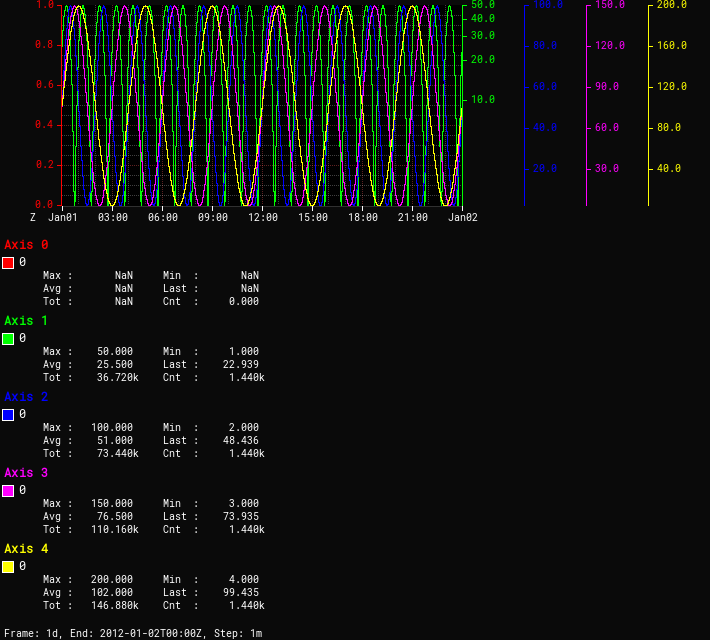 1.0 50.0 100.0 150.0 200.0
40.0
0.8 30.0 80.0 120.0 160.0
20.0
0.6 60.0 90.0 120.0
10.0
0.4 40.0 60.0 80.0
0.2 20.0 30.0 40.0
0.0
Z Jan01 03:00 06:00 09:00 12:00 15:00 18:00 21:00 Jan02
Axis 0
0
Max : NaN Min : NaN
Avg : NaN Last : NaN
Tot : NaN Cnt : 0.000
Axis 1
0
Max : 50.000 Min : 1.000
Avg : 25.500 Last : 22.939
Tot : 36.720k Cnt : 1.440k
Axis 2
0
Max : 100.000 Min : 2.000
Avg : 51.000 Last : 48.436
Tot : 73.440k Cnt : 1.440k
Axis 3
0
Max : 150.000 Min : 3.000
Avg : 76.500 Last : 73.935
Tot : 110.160k Cnt : 1.440k
Axis 4
0
Max : 200.000 Min : 4.000
Avg : 102.000 Last : 99.435
Tot : 146.880k Cnt : 1.440k
Frame: 1d, End: 2012-01-02T00:00Z, Step: 1m